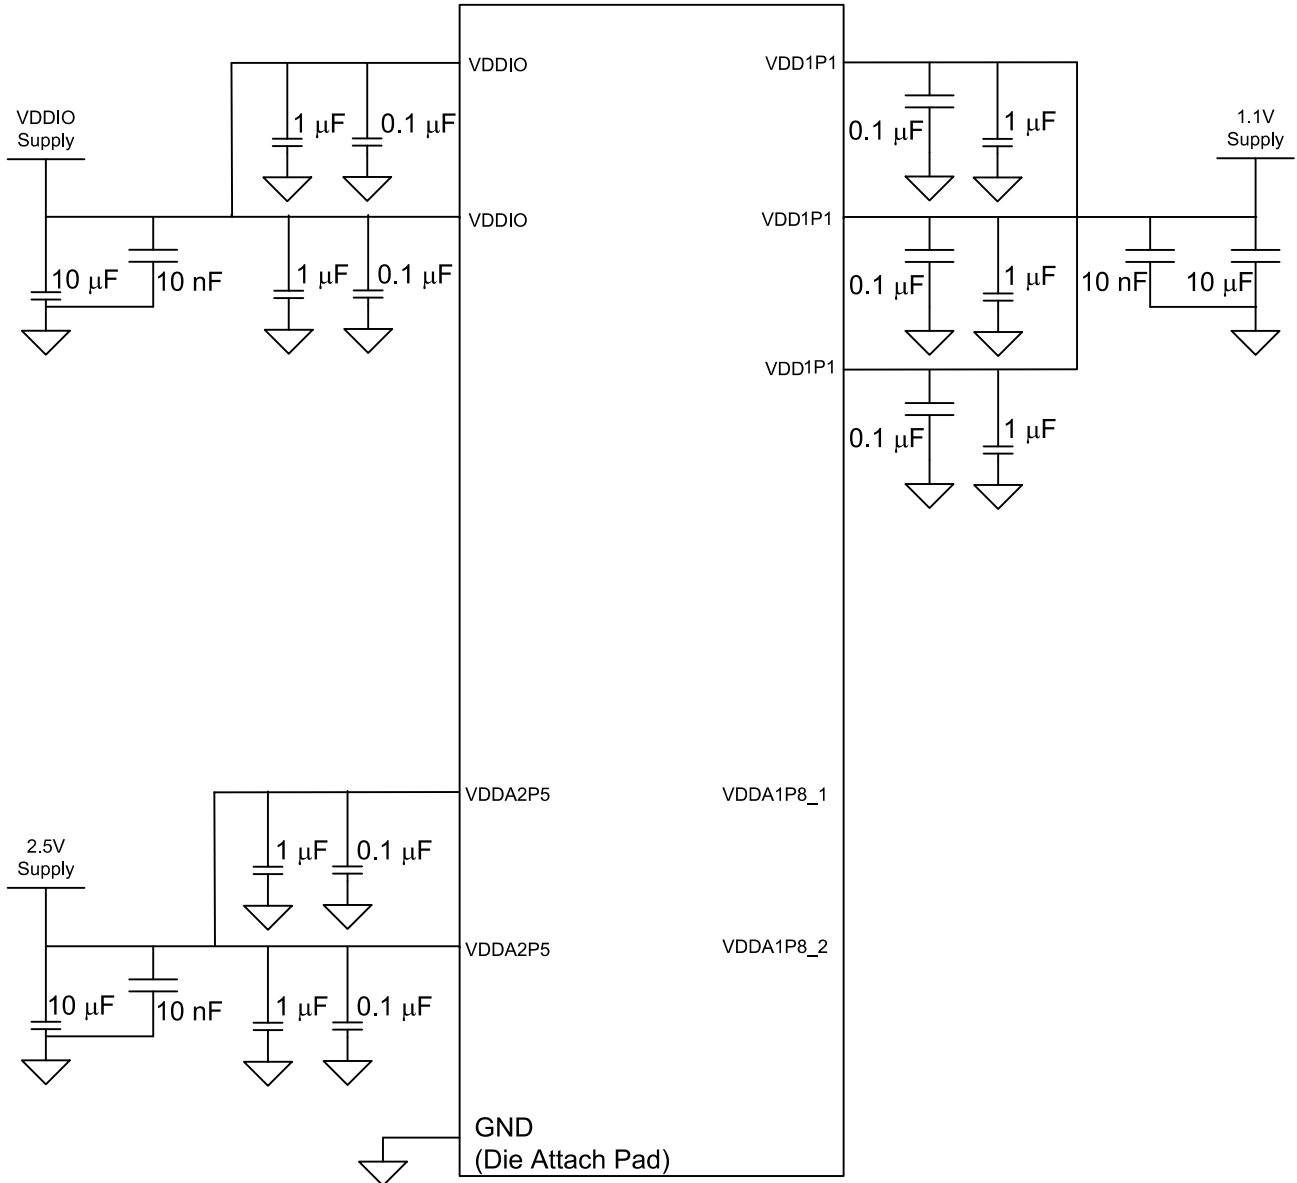 VDDIO
1 μF
0.1 μF
VDDIO
Supply
VDDIO
10 μF
10 nF
1 μF
0.1 μF
VDD1P1
0.1 μF
1 μF
1.1V
Supply
VDD1P1
0.1 μF
1 μF
10 nF
10 μF
VDD1P1
0.1 μF
1 μF
VDDA2P5
1 μF
0.1 μF
2.5V
Supply
VDDA2P5
10 μF
10 nF
1 μF
0.1 μF
VDDA1P8_1
VDDA1P8_2
GND
(Die Attach Pad)